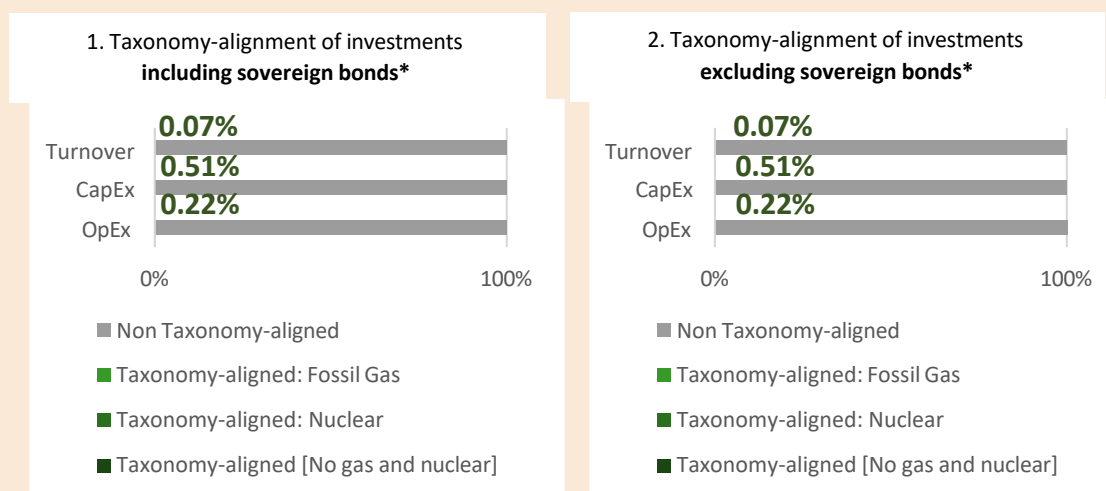 1. Taxonomy-alignment of investments
including sovereign bonds*
0.07%
Turnover
0.51%
CapEx
0.22%
OpEx
0% 100%
Non Taxonomy-aligned
Taxonomy-aligned: Fossil Gas
Taxonomy-aligned: Nuclear
Taxonomy-aligned [No gas and nuclear]
2. Taxonomy-alignment of investments
excluding sovereign bonds*
0.07%
Turnover
0.51%
CapEx
0.22%
OpEx
0% 100%
Non Taxonomy-aligned
Taxonomy-aligned: Fossil Gas
Taxonomy-aligned: Nuclear
Taxonomy-aligned [No gas and nuclear]